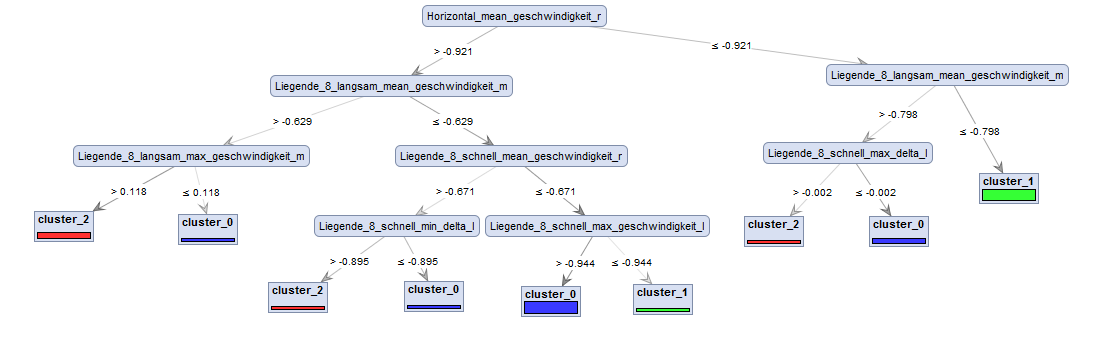 Horizontal_mean_geschwindigkeit_r
> -0.921
≤ -0.921
Liegende_8_langsam_mean_geschwindigkeit_m
Liegende_8_langsam_mean_geschwindigkeit_m
> -0.629
≤ -0.629
> -0.798
≤ -0.798
Liegende_8_langsam_max_geschwindigkeit_m
Liegende_8_schnell_mean_geschwindigkeit_r
Liegende_8_schnell_max_delta_l
cluster_1
> 0.118
≤ 0.118
> -0.671
≤ -0.671
> -0.002
≤ -0.002
cluster_2
cluster_0
Liegende_8_schnell_min_delta_l
Liegende_8_schnell_max_geschwindigkeit_l
cluster_2
cluster_0
> -0.895
≤ -0.895
> -0.944
≤ -0.944
cluster_2
cluster_0
cluster_0
cluster_1